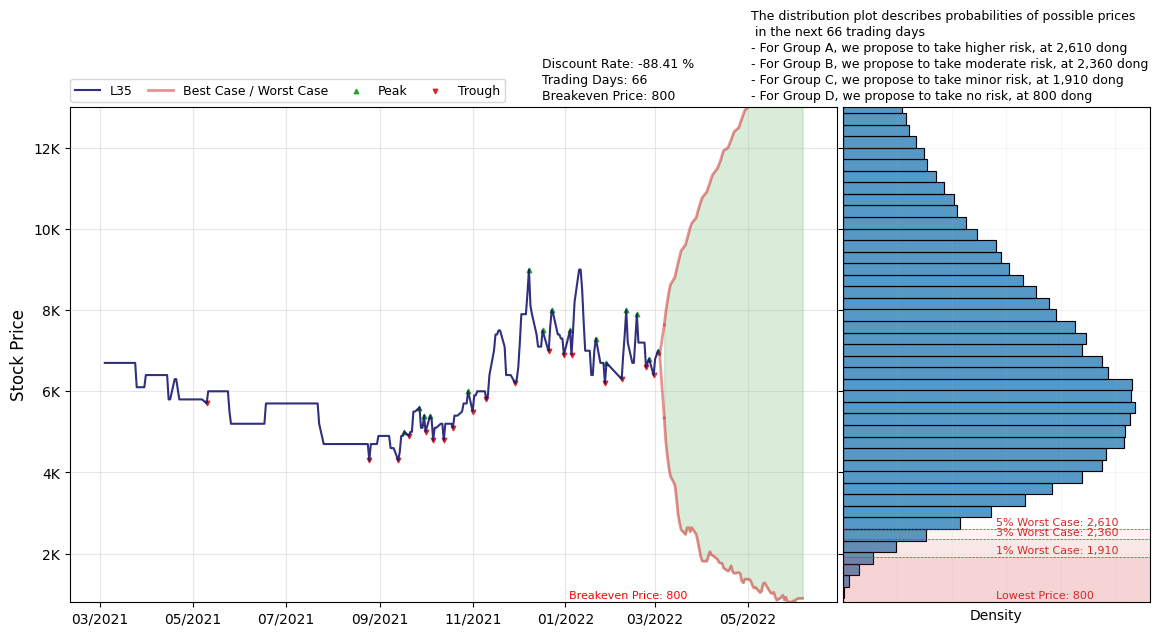 The distribution plot describes probabilities of possible prices
in the next 66 trading days
- For Group A, we propose to take higher risk, at 2,610 dong
- For Group B, we propose to take moderate risk, at 2,360 dong
- For Group C, we propose to take minor risk, at 1,910 dong
- For Group D, we propose to take no risk, at 800 dong
Discount Rate: -88.41 %
Trading Days: 66
Breakeven Price: 800
L35 Best Case / Worst Case Peak Trough
Stock Price
12K
10K
8K
6K
4K
2K
Breakeven Price: 800
03/2021 05/2021 07/2021 09/2021 11/2021 01/2022 03/2022 05/2022
5% Worst Case: 2,610
3% Worst Case: 2,360
1% Worst Case: 1,910
Lowest Price: 800
Density